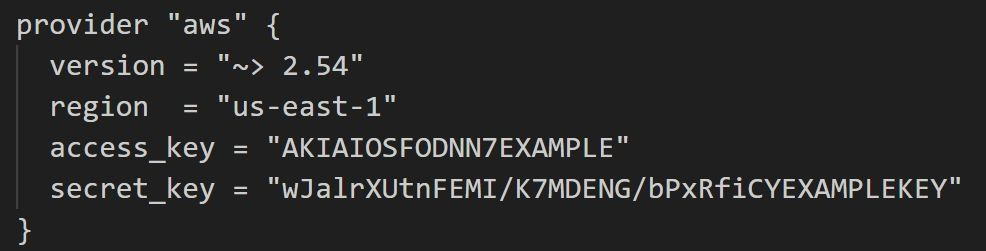 provider "aws" {
  version = "~> 2.54"
  region  = "us-east-1"
  access_key = "AKIAIOSFODNN7EXAMPLE"
  secret_key = "wJalrXUtnFEMI/K7MDENG/bPxRfiCYEXAMPLEKEY"
}